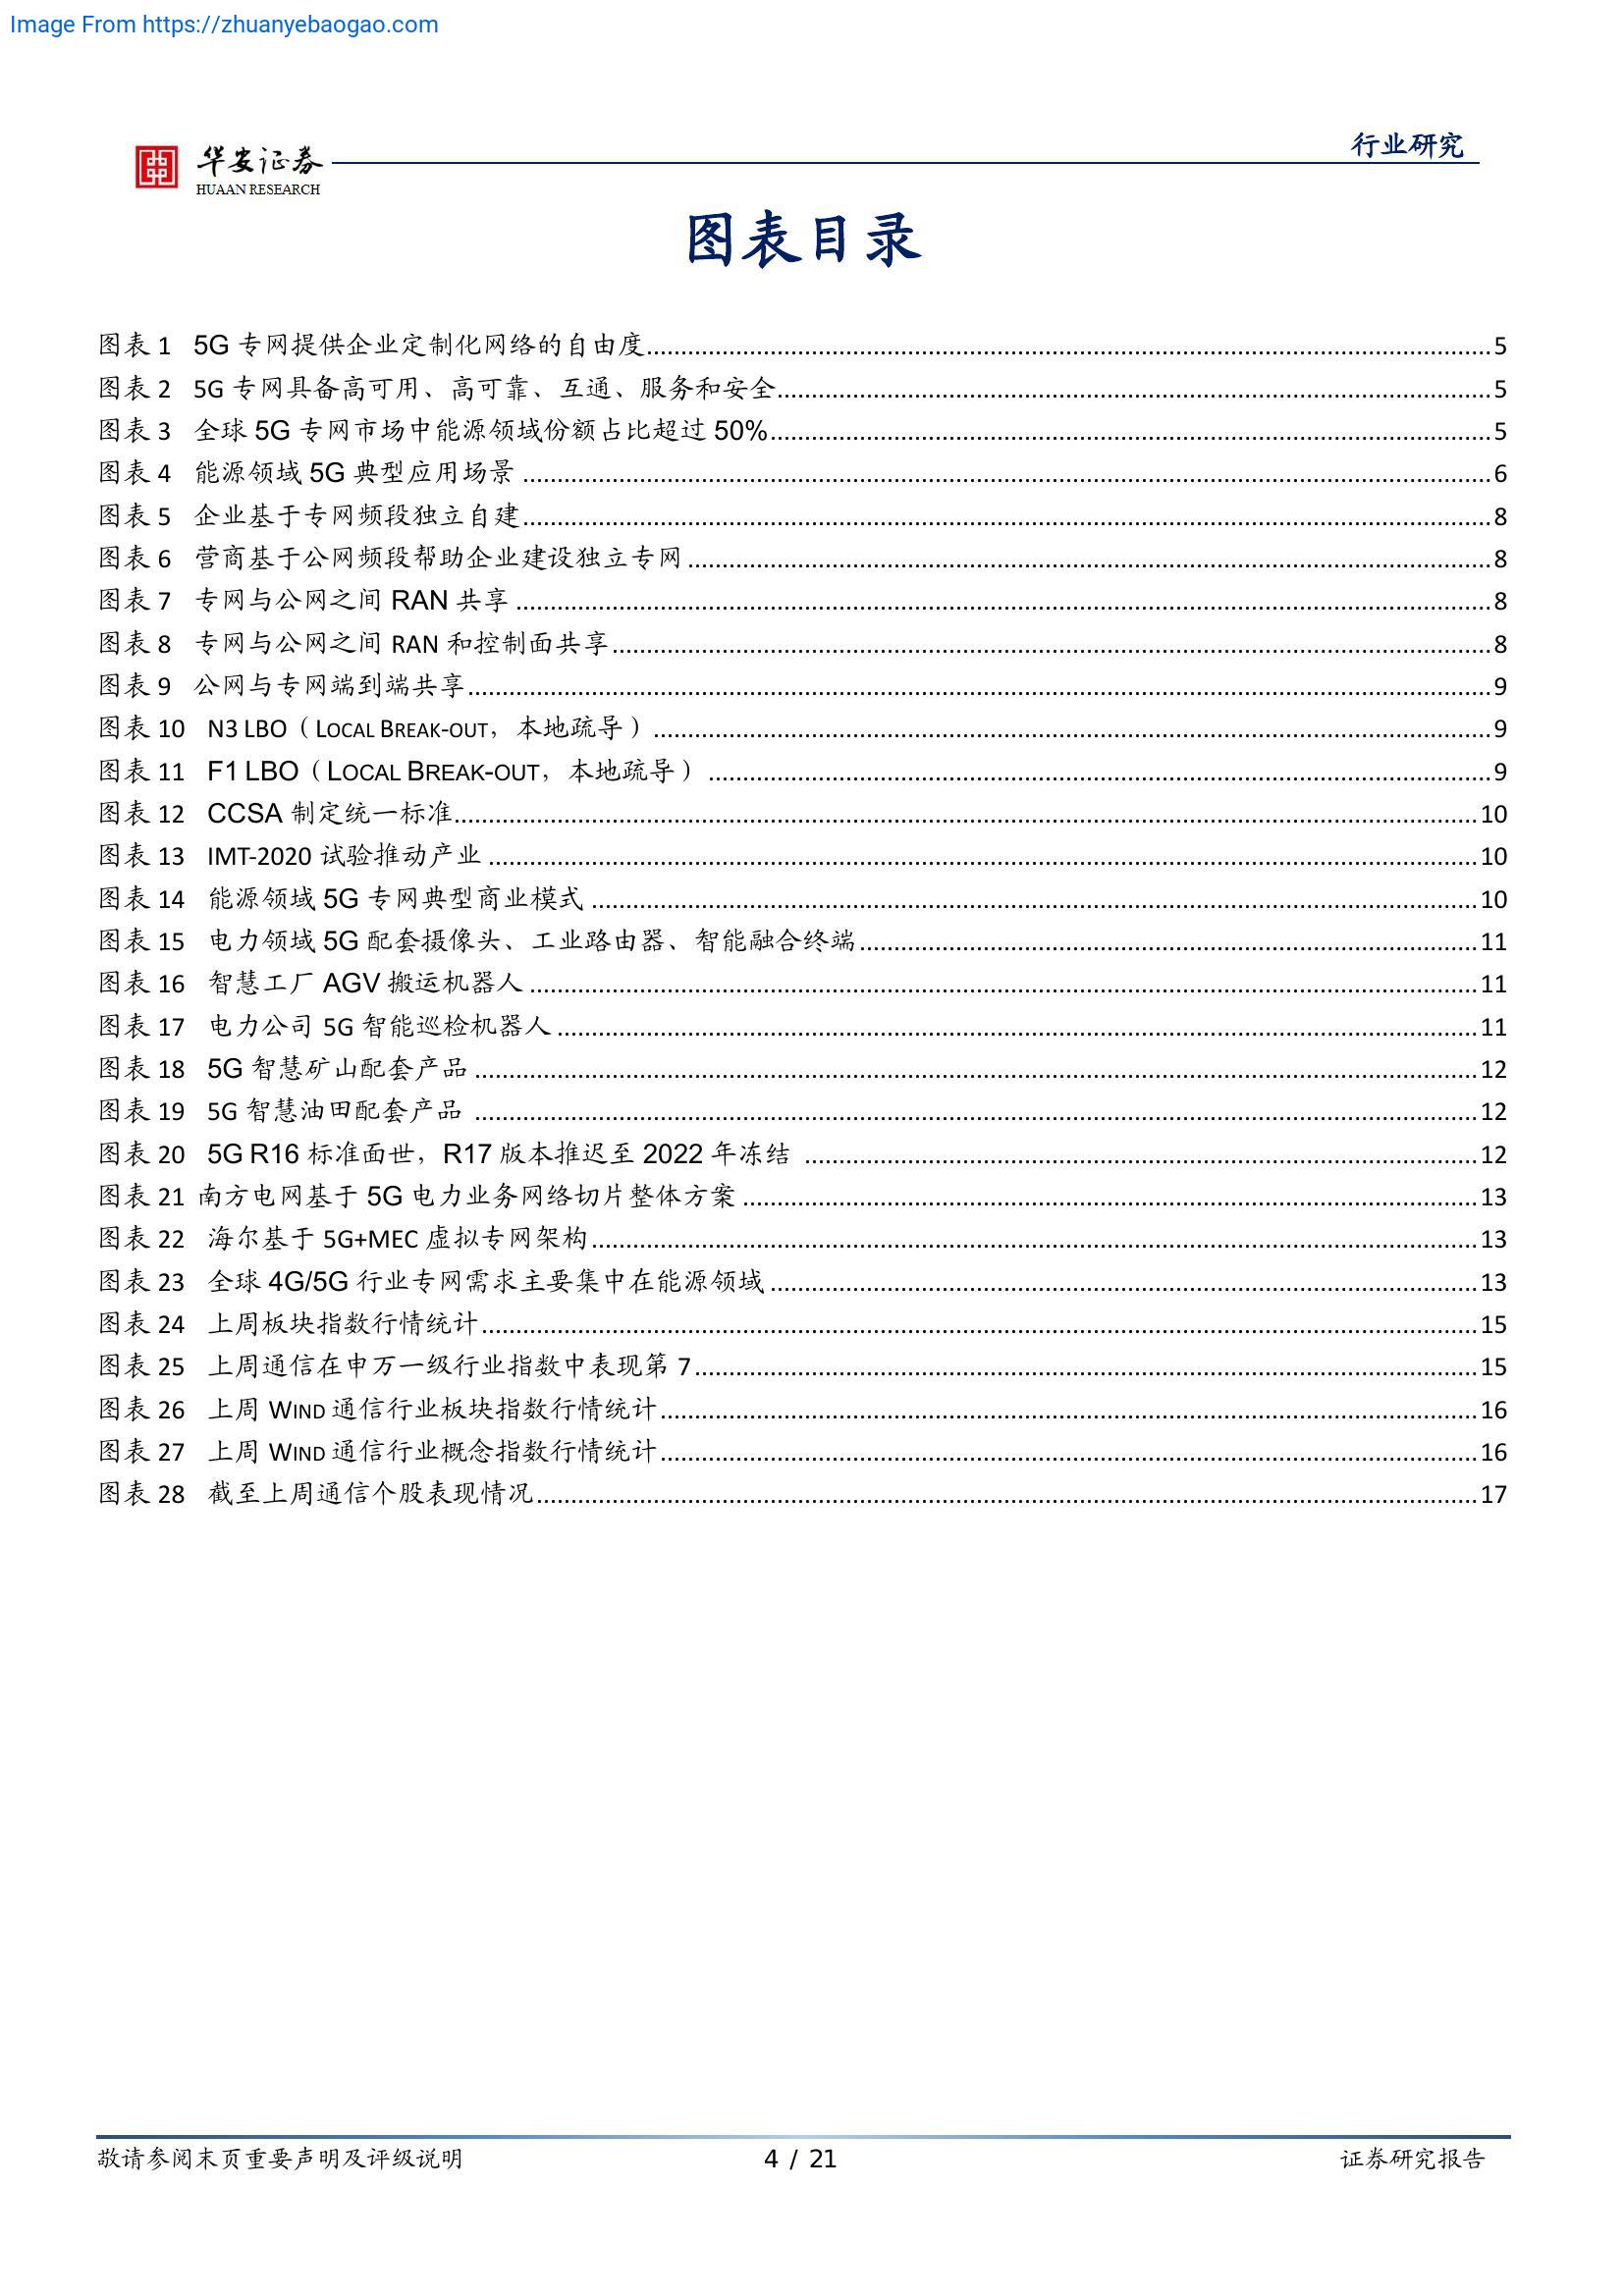 Image From https://zhuanyebaogao.com
华安证券
HUAAN RESEARCH
行业研究
图表目录
图表 1 5G 专网提供企业定制化网络的自由度 5
图表 2 5G 专网具备高可用、高可靠、互通、服务和安全 5
图表 3 全球 5G 专网市场中能源领域份额占比超过 50% 5
图表 4 能源领域 5G 典型应用场景 6
图表 5 企业基于专网频段独立自建 8
图表 6 营商基于公网频段帮助企业建设独立专网 8
图表 7 专网与公网之间 RAN 共享 8
图表 8 专网与公网之间 RAN 和控制面共享 8
图表 9 公网与专网端到端共享 9
图表 10 N3 LBO（LOCAL BREAK-OUT，本地疏导） 9
图表 11 F1 LBO（LOCAL BREAK-OUT，本地疏导） 9
图表 12 CCSA 制定统一标准 10
图表 13 IMT-2020 试验推动产业 10
图表 14 能源领域 5G 专网典型商业模式 10
图表 15 电力领域 5G 配套摄像头、工业路由器、智能融合终端 11
图表 16 智慧工厂 AGV 搬运机器人 11
图表 17 电力公司 5G 智能巡检机器人 11
图表 18 5G 智慧矿山配套产品 12
图表 19 5G 智慧油田配套产品 12
图表 20 5G R16 标准面世，R17 版本推迟至 2022 年冻结 12
图表 21 南方电网基于 5G 电力业务网络切片整体方案 13
图表 22 海尔基于 5G+MEC 虚拟专网架构 13
图表 23 全球 4G/5G 行业专网需求主要集中在能源领域 13
图表 24 上周板块指数行情统计 15
图表 25 上周通信在申万一级行业指数中表现第 7 15
图表 26 上周 WIND 通信行业板块指数行情统计 16
图表 27 上周 WIND 通信行业概念指数行情统计 16
图表 28 截至上周通信个股表现情况 17
敬请参阅末页重要声明及评级说明
4 / 21
证券研究报告